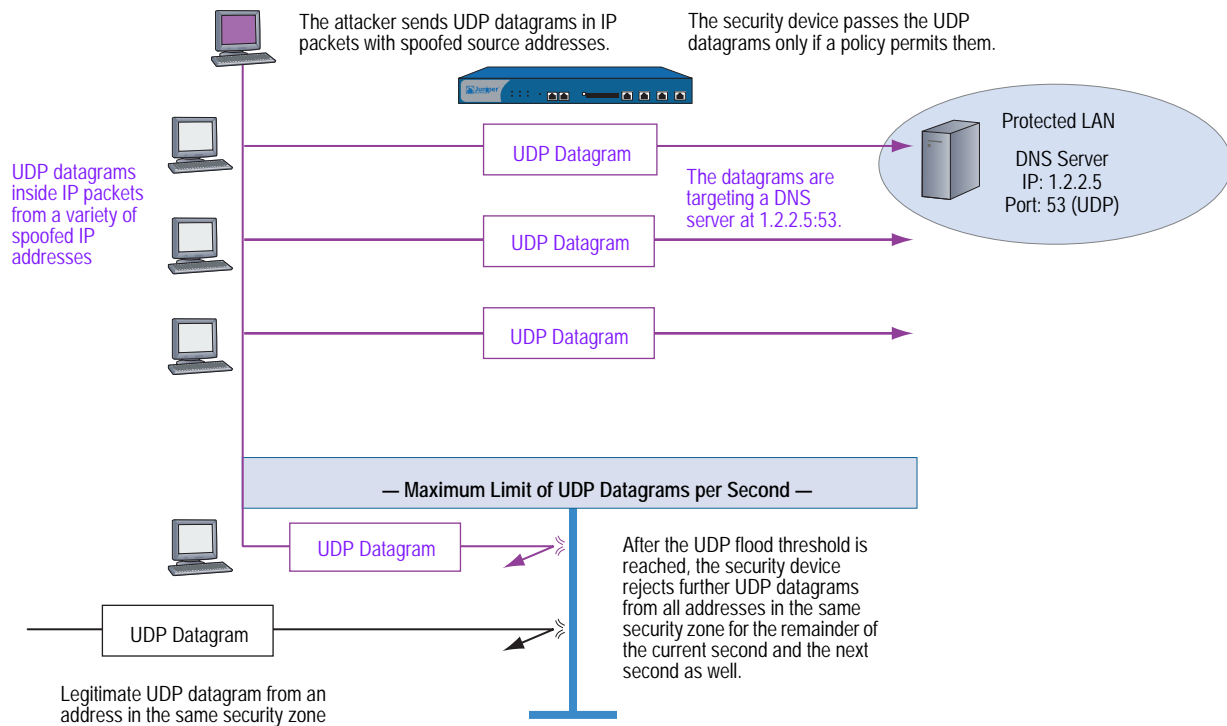 The attacker sends UDP datagrams in IP
packets with spoofed source addresses.
The security device passes the UDP
datagrams only if a policy permits them.
Juniper
UDP datagrams
inside IP packets
from a variety of
spoofed IP
addresses
UDP Datagram
The datagrams are
targeting a DNS
server at 1.2.2.5:53.
Protected LAN
DNS Server
IP: 1.2.2.5
Port: 53 (UDP)
UDP Datagram
UDP Datagram
— Maximum Limit of UDP Datagrams per Second —
UDP Datagram
After the UDP flood threshold is
reached, the security device
rejects further UDP datagrams
from all addresses in the same
security zone for the remainder of
the current second and the next
second as well.
UDP Datagram
Legitimate UDP datagram from an
address in the same security zone